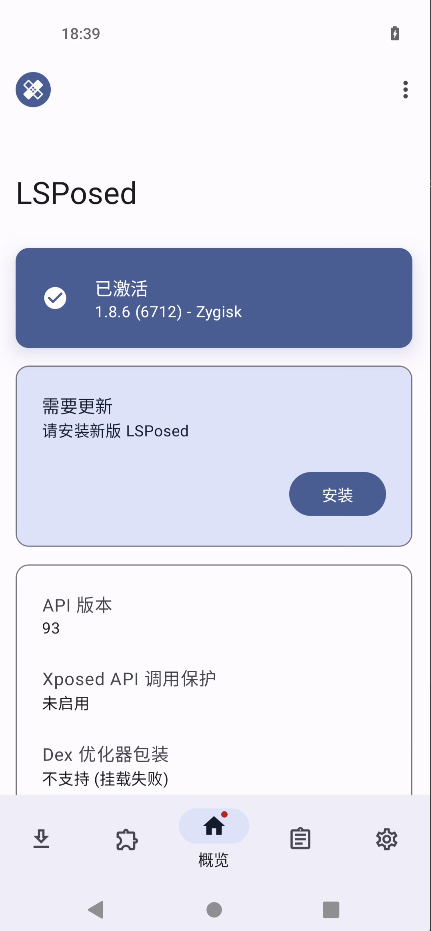 18:39
LSPosed
已激活
1.8.6 (6712) - Zygisk
需要更新
请安装新版 LSPosed
安装
API 版本
93
Xposed API 调用保护
未启用
Dex 优化器包装
不支持 (挂载失败)
概览